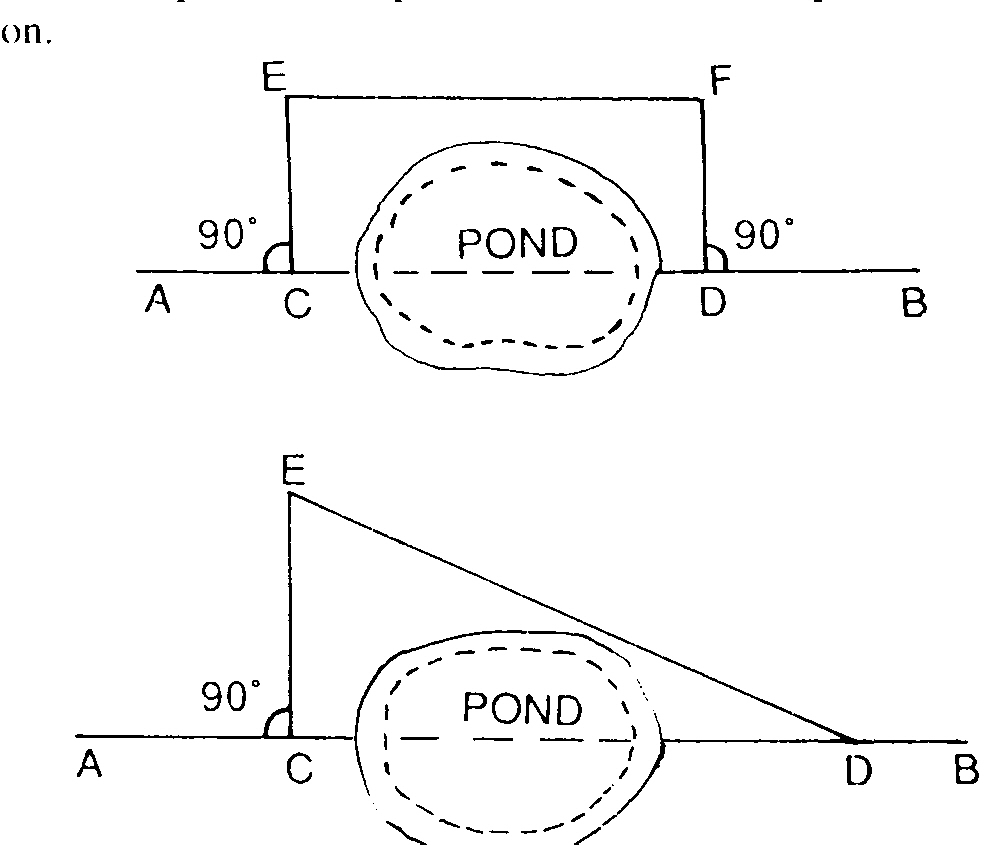 on.
E F
90° POND 90°
A C D B
E
90° POND
A C D B